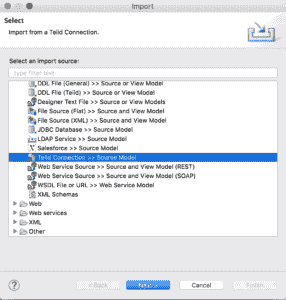 Import
Select
Import from a Teiid Connection.
Select an import source:
type filter text
DDL File (General) >> Source or View Model
DDL File (Teiid) >> Source or View Model
Designer Text File >> Source or View Models
File Source (Flat) >> Source and View Model
File Source (XML) >> Source and View Model
JDBC Database >> Source Model
LDAP Service >> Source Model
Salesforce >> Source Model
Teiid Connection >> Source Model
Web Service Source >> Source and View Model (REST)
Web Service Source >> Source and View Model (SOAP)
WSDL File or URL >> Web Service Model
XML Schemas
Web
Web services
XML
Other
?
< Back
Next >
Cancel
Finish